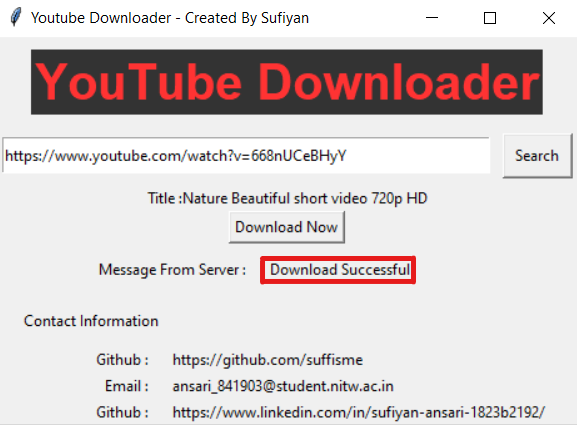 Youtube Downloader - Created By Sufiyan
YouTube Downloader
https://www.youtube.com/watch?v=668nUCeBHyY Search
Title :Nature Beautiful short video 720p HD
Download Now
Message From Server : Download Successful
Contact Information
Github : https://github.com/suffisme
Email : ansari_841903@student.nitw.ac.in
Github : https://www.linkedin.com/in/sufiyan-ansari-1823b2192/